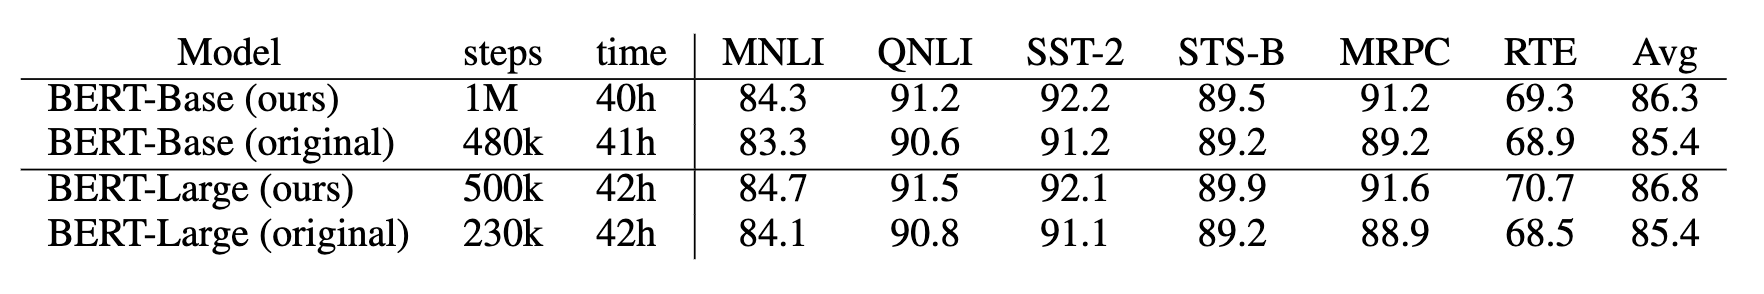 Model steps time MNLI QNLI SST-2 STS-B MRPC RTE Avg
BERT-Base (ours) 1M 40h 84.3 91.2 92.2 89.5 91.2 69.3 86.3
BERT-Base (original) 480k 41h 83.3 90.6 91.2 89.2 89.2 68.9 85.4
BERT-Large (ours) 500k 42h 84.7 91.5 92.1 89.9 91.6 70.7 86.8
BERT-Large (original) 230k 42h 84.1 90.8 91.1 89.2 88.9 68.5 85.4